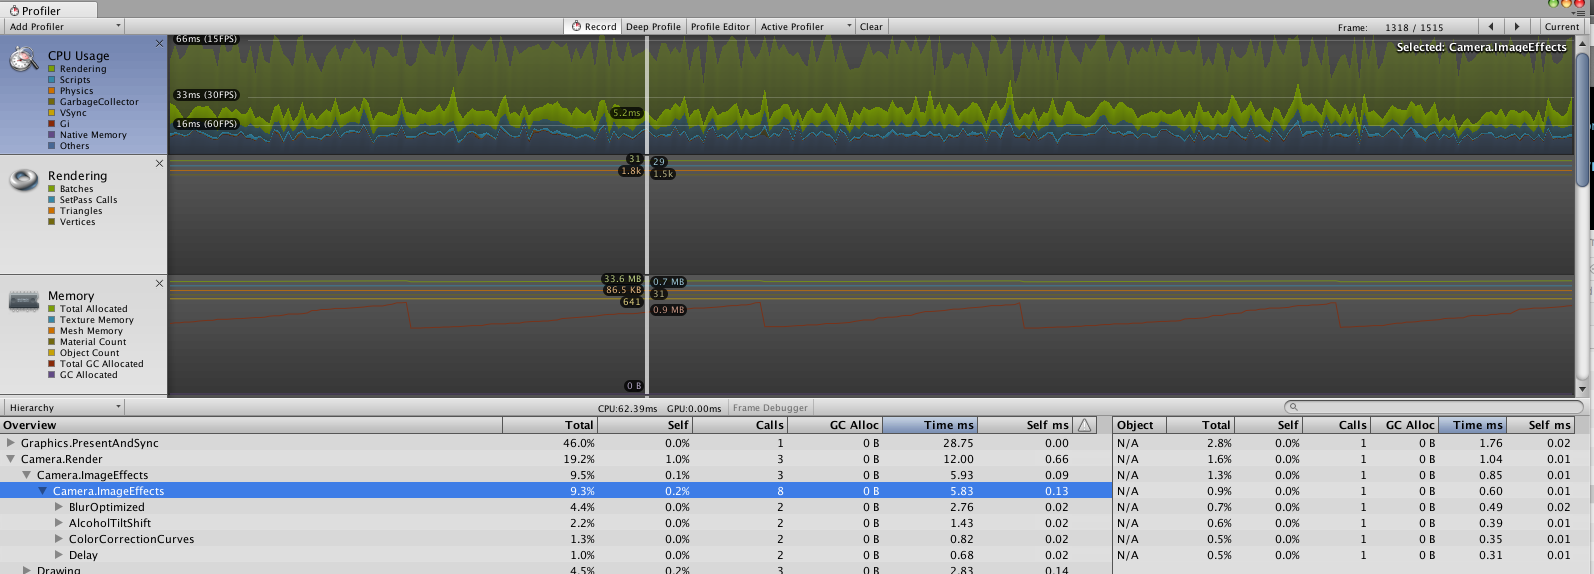 Profiler
Add Profiler Record Deep Profile Profile Editor Active Profiler Clear Frame: 1318 / 1515 Current
CPU Usage
Rendering
Scripts
Physics
GarbageCollector
VSync
Gi
Native Memory
Others
66ms (15FPS)
33ms (30FPS)
16ms (60FPS)
5.2ms
Selected: Camera.ImageEffects
Rendering
Batches
SetPass Calls
Triangles
Vertices
31 29
1.8k 1.5k
Memory
Total Allocated
Texture Memory
Mesh Memory
Material Count
Object Count
Total GC Allocated
GC Allocated
33.6 MB 0.7 MB
86.5 KB 31
641 0.9 MB
0 B
Hierarchy CPU:62.39ms GPU:0.00ms Frame Debugger
Overview Total Self Calls GC Alloc Time ms Self ms Object Total Self Calls GC Alloc Time ms Self ms
Graphics.PresentAndSync 46.0% 0.0% 1 0 B 28.75 0.00 N/A 2.8% 0.0% 1 0 B 1.76 0.02
Camera.Render 19.2% 1.0% 3 0 B 12.00 0.66 N/A 1.6% 0.0% 1 0 B 1.04 0.01
Camera.ImageEffects 9.5% 0.1% 3 0 B 5.93 0.09 N/A 1.3% 0.0% 1 0 B 0.85 0.01
Camera.ImageEffects 9.3% 0.2% 8 0 B 5.83 0.13 N/A 0.9% 0.0% 1 0 B 0.60 0.01
BlurOptimized 4.4% 0.0% 2 0 B 2.76 0.02 N/A 0.7% 0.0% 1 0 B 0.49 0.02
AlcoholTiltShift 2.2% 0.0% 2 0 B 1.43 0.02 N/A 0.6% 0.0% 1 0 B 0.39 0.01
ColorCorrectionCurves 1.3% 0.0% 2 0 B 0.82 0.02 N/A 0.5% 0.0% 1 0 B 0.35 0.01
Delay 1.0% 0.0% 2 0 B 0.68 0.02 N/A 0.5% 0.0% 1 0 B 0.31 0.01
Drawing 4.5% 0.2% 3 0 B 2.83 0.14